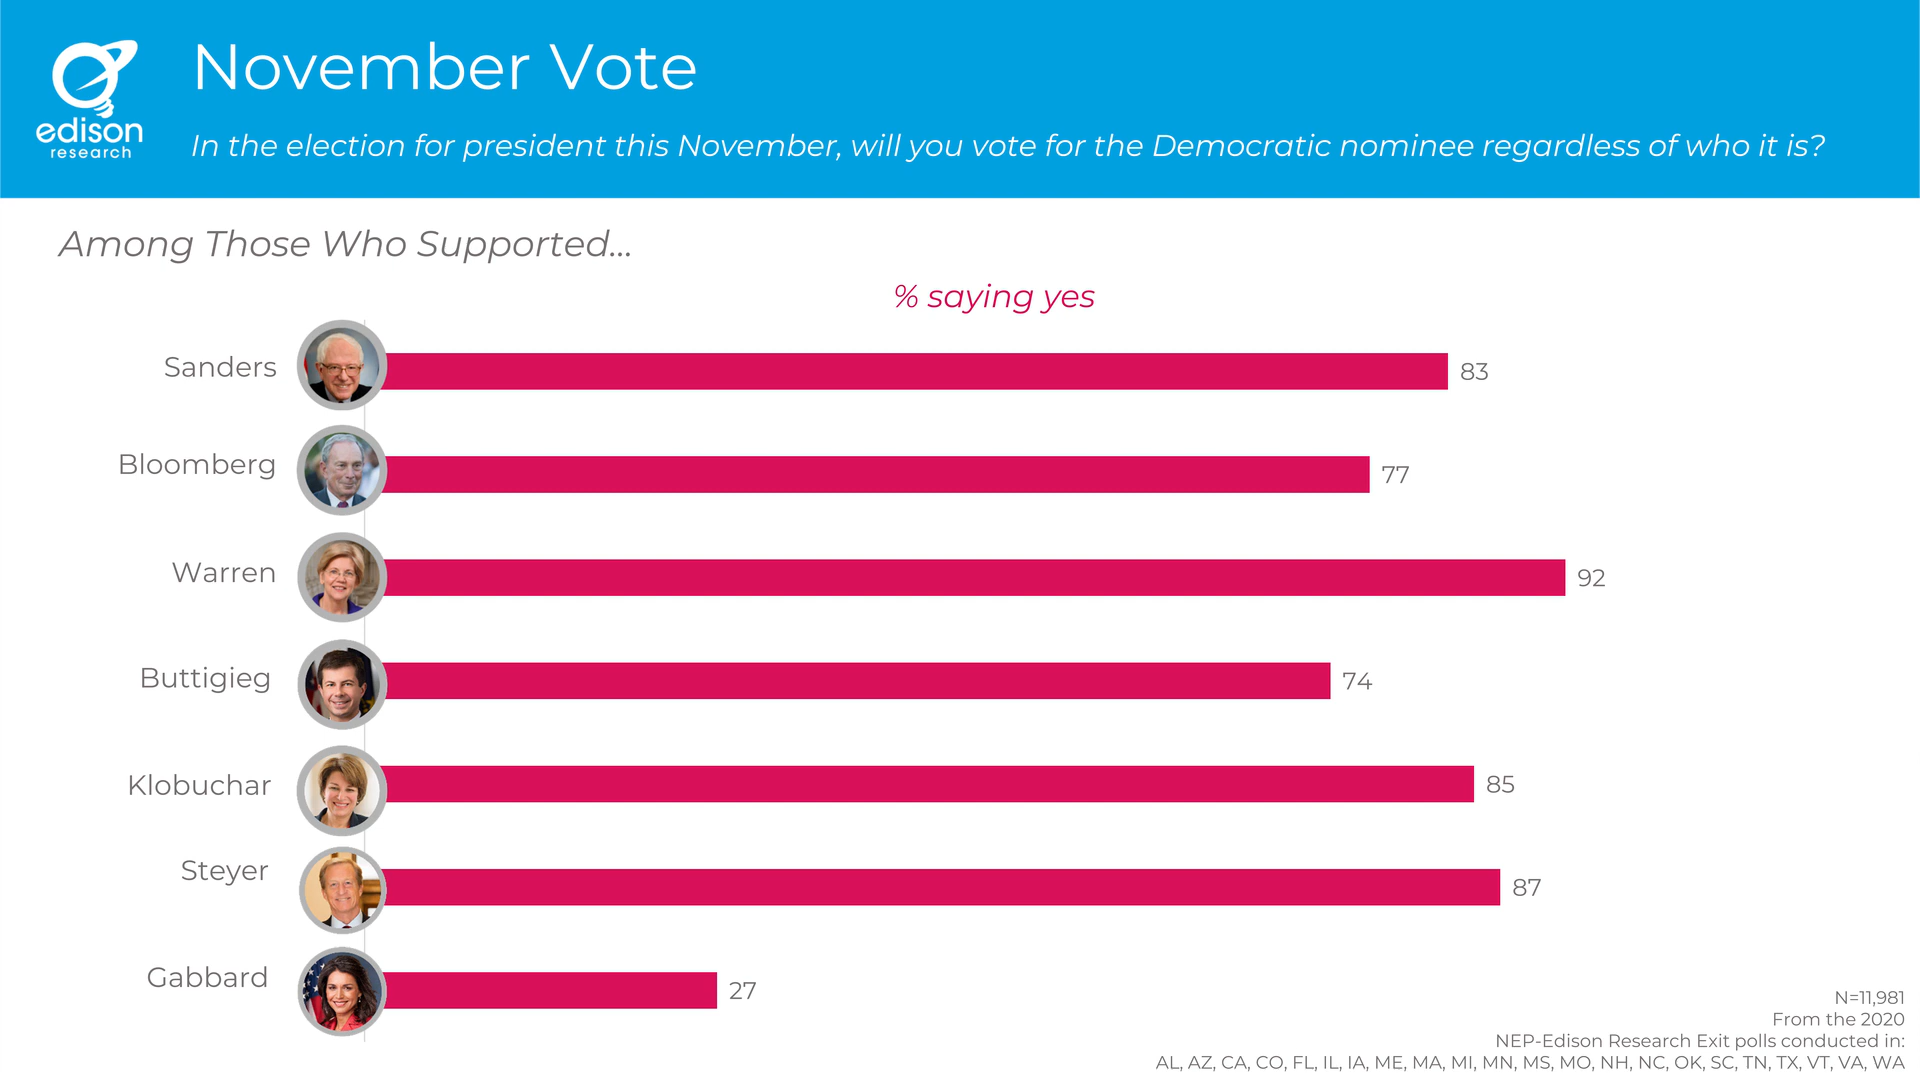 November Vote
edison
research
In the election for president this November, will you vote for the Democratic nominee regardless of who it is?
Among Those Who Supported...
% saying yes
Sanders 83
Bloomberg 77
Warren 92
Buttigieg 74
Klobuchar 85
Steyer 87
Gabbard 27
N=11,981
From the 2020
NEP-Edison Research Exit polls conducted in:
AL, AZ, CA, CO, FL, IL, IA, ME, MA, MI, MN, MS, MO, NH, NC, OK, SC, TN, TX, VT, VA, WA